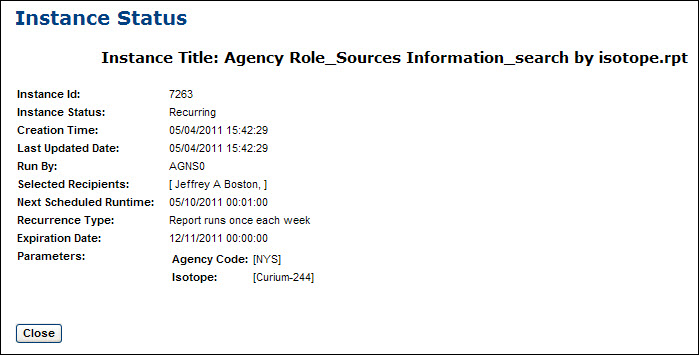 Instance Status
Instance Title: Agency Role_Sources Information_search by isotope.rpt
Instance Id: 7263
Instance Status: Recurring
Creation Time: 05/04/2011 15:42:29
Last Updated Date: 05/04/2011 15:42:29
Run By: AGNS0
Selected Recipients: [ Jeffrey A Boston, ]
Next Scheduled Runtime: 05/10/2011 00:01:00
Recurrence Type: Report runs once each week
Expiration Date: 12/11/2011 00:00:00
Parameters: Agency Code: [NYS]
Isotope: [Curium-244]
Close